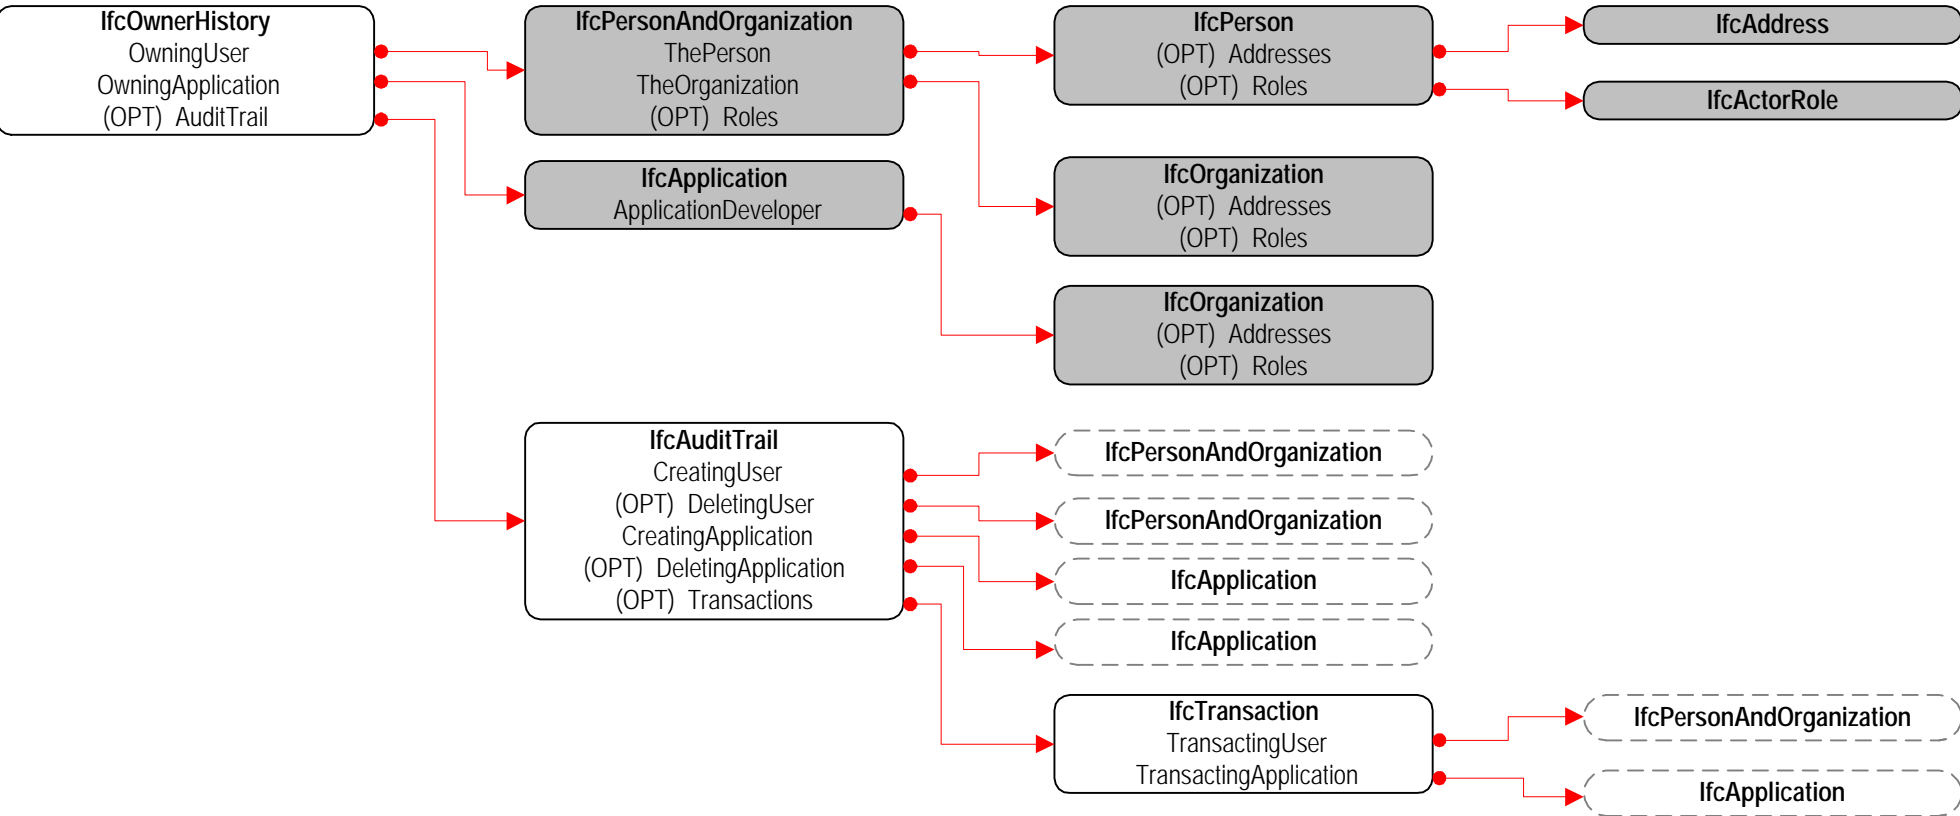 IfcOwnerHistory
OwningUser
OwningApplication
(OPT) AuditTrail
IfcPersonAndOrganization
ThePerson
TheOrganization
(OPT) Roles
IfcPerson
(OPT) Addresses
(OPT) Roles
IfcAddress
IfcActorRole
IfcApplication
ApplicationDeveloper
IfcOrganization
(OPT) Addresses
(OPT) Roles
IfcOrganization
(OPT) Addresses
(OPT) Roles
IfcAuditTrail
CreatingUser
(OPT) DeletingUser
CreatingApplication
(OPT) DeletingApplication
(OPT) Transactions
IfcPersonAndOrganization
IfcPersonAndOrganization
IfcApplication
IfcApplication
IfcTransaction
TransactingUser
TransactingApplication
IfcPersonAndOrganization
IfcApplication